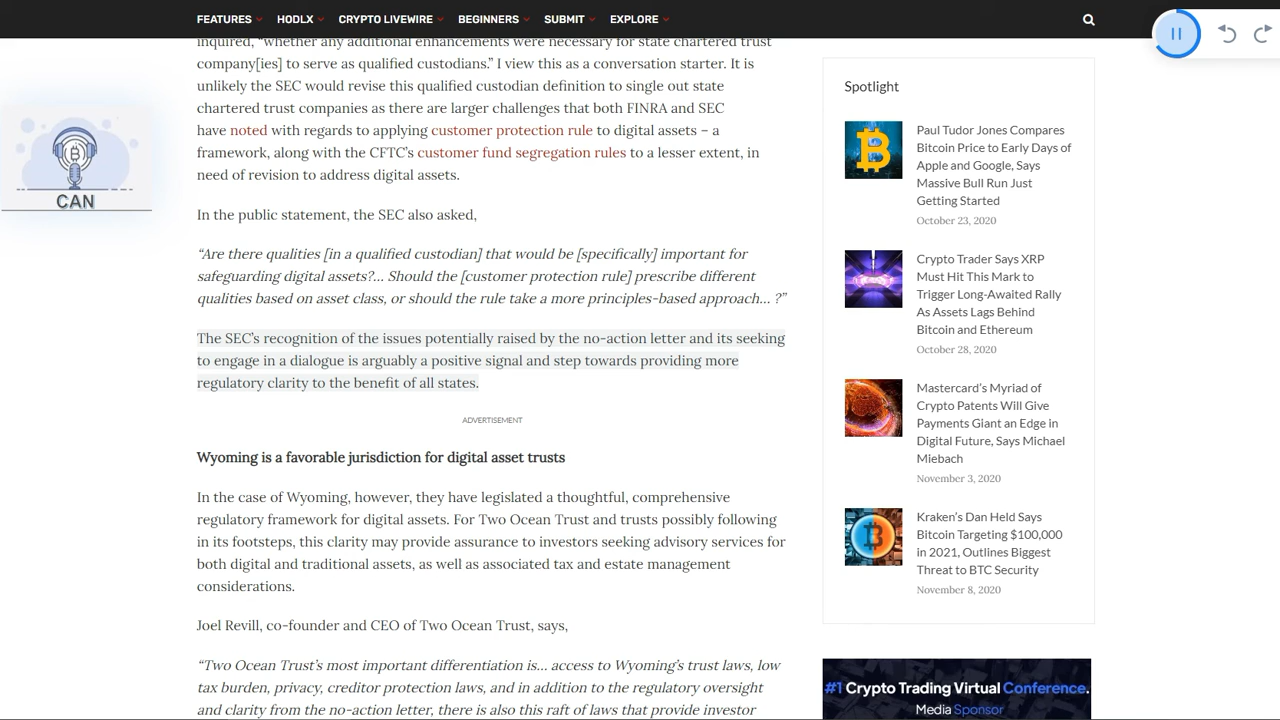 FEATURES HODLX CRYPTO LIVEWIRE BEGINNERS SUBMIT EXPLORE
inquired, “whether any additional enhancements were necessary for state chartered trust
company[ies] to serve as qualified custodians.” I view this as a conversation starter. It is
unlikely the SEC would revise this qualified custodian definition to single out state
chartered trust companies as there are larger challenges that both FINRA and SEC
have noted with regards to applying customer protection rule to digital assets – a
framework, along with the CFTC’s customer fund segregation rules to a lesser extent, in
need of revision to address digital assets.
In the public statement, the SEC also asked,
“Are there qualities [in a qualified custodian] that would be [specifically] important for
safeguarding digital assets?… Should the [customer protection rule] prescribe different
qualities based on asset class, or should the rule take a more principles-based approach… ?”
The SEC’s recognition of the issues potentially raised by the no-action letter and its seeking
to engage in a dialogue is arguably a positive signal and step towards providing more
regulatory clarity to the benefit of all states.
ADVERTISEMENT
Wyoming is a favorable jurisdiction for digital asset trusts
In the case of Wyoming, however, they have legislated a thoughtful, comprehensive
regulatory framework for digital assets. For Two Ocean Trust and trusts possibly following
in its footsteps, this clarity may provide assurance to investors seeking advisory services for
both digital and traditional assets, as well as associated tax and estate management
considerations.
Joel Revill, co-founder and CEO of Two Ocean Trust, says,
“Two Ocean Trust’s most important differentiation is… access to Wyoming’s trust laws, low
tax burden, privacy, creditor protection laws, and in addition to the regulatory oversight
and clarity from the no-action letter, there is also this raft of laws that provide investor
CAN
Spotlight
Paul Tudor Jones Compares
Bitcoin Price to Early Days of
Apple and Google, Says
Massive Bull Run Just
Getting Started
October 23, 2020
Crypto Trader Says XRP
Must Hit This Mark to
Trigger Long-Awaited Rally
As Assets Lags Behind
Bitcoin and Ethereum
October 28, 2020
Mastercard’s Myriad of
Crypto Patents Will Give
Payments Giant an Edge in
Digital Future, Says Michael
Miebach
November 3, 2020
Kraken’s Dan Held Says
Bitcoin Targeting $100,000
in 2021, Outlines Biggest
Threat to BTC Security
November 8, 2020
#1 Crypto Trading Virtual Conference.
Media Sponsor